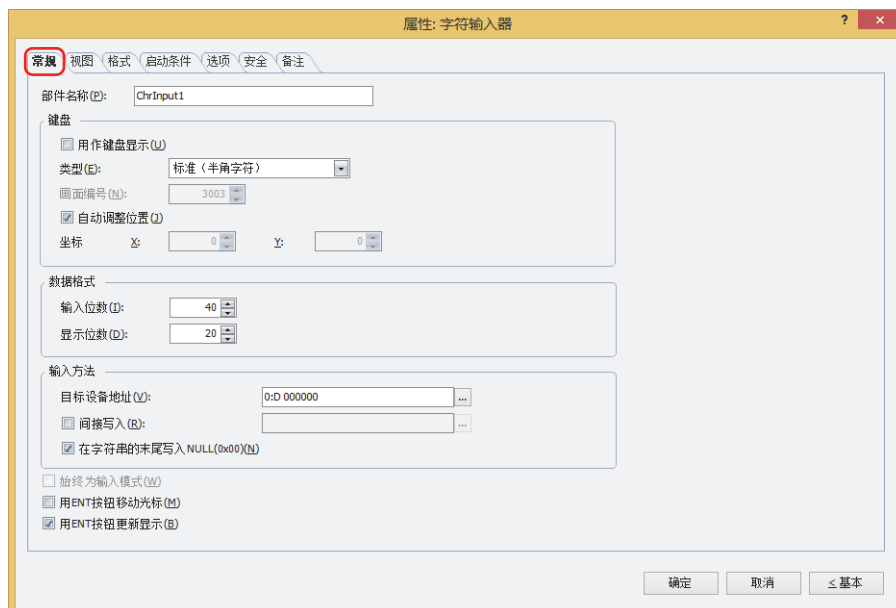 属性: 字符输入器
? ×
常规 视图 格式 启动条件 选项 安全 备注
部件名称(P): ChrInput1
键盘
用作键盘显示(U)
类型(E): 标准（半角字符）
画面编号(N): 3003
自动调整位置(J)
坐标 X: 0 Y: 0
数据格式
输入位数(I): 40
显示位数(D): 20
输入方法
目标设备地址(V): 0:D 000000 ...
间接写入(R): ...
在字符串的末尾写入NULL(0x00)(N)
始终为输入模式(W)
用ENT按钮移动光标(M)
用ENT按钮更新显示(B)
确定 取消 <基本